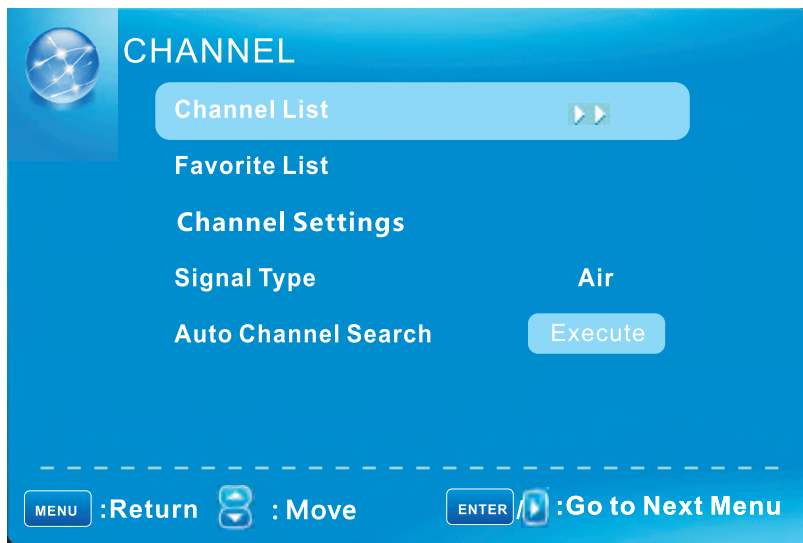 CHANNEL
Channel List
Favorite List
Channel Settings
Signal Type Air
Auto Channel Search Execute
MENU :Return : Move ENTER / :Go to Next Menu